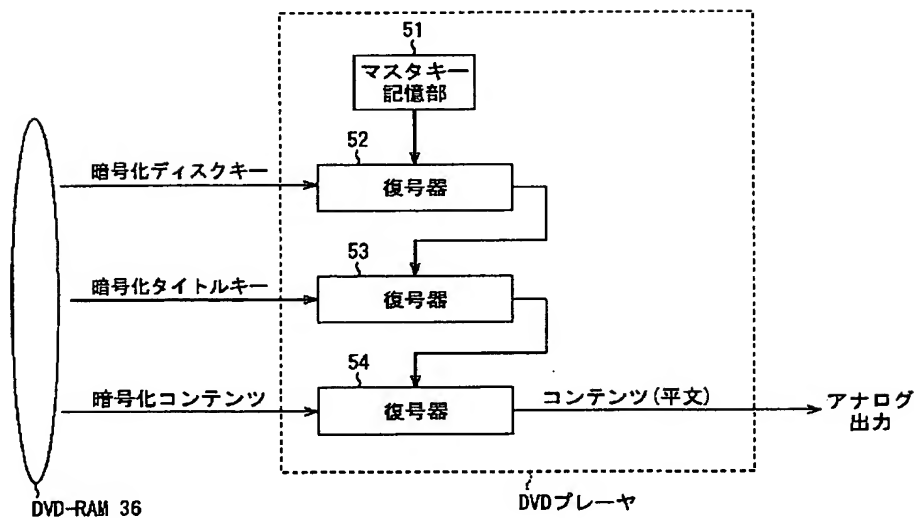 51
マスタキー
記憶部
52
暗号化ディスクキー
復号器
53
暗号化タイトルキー
復号器
54
暗号化コンテンツ
復号器
コンテンツ(平文)
アナログ
出力
DVD-RAM 36
DVDプレーヤ